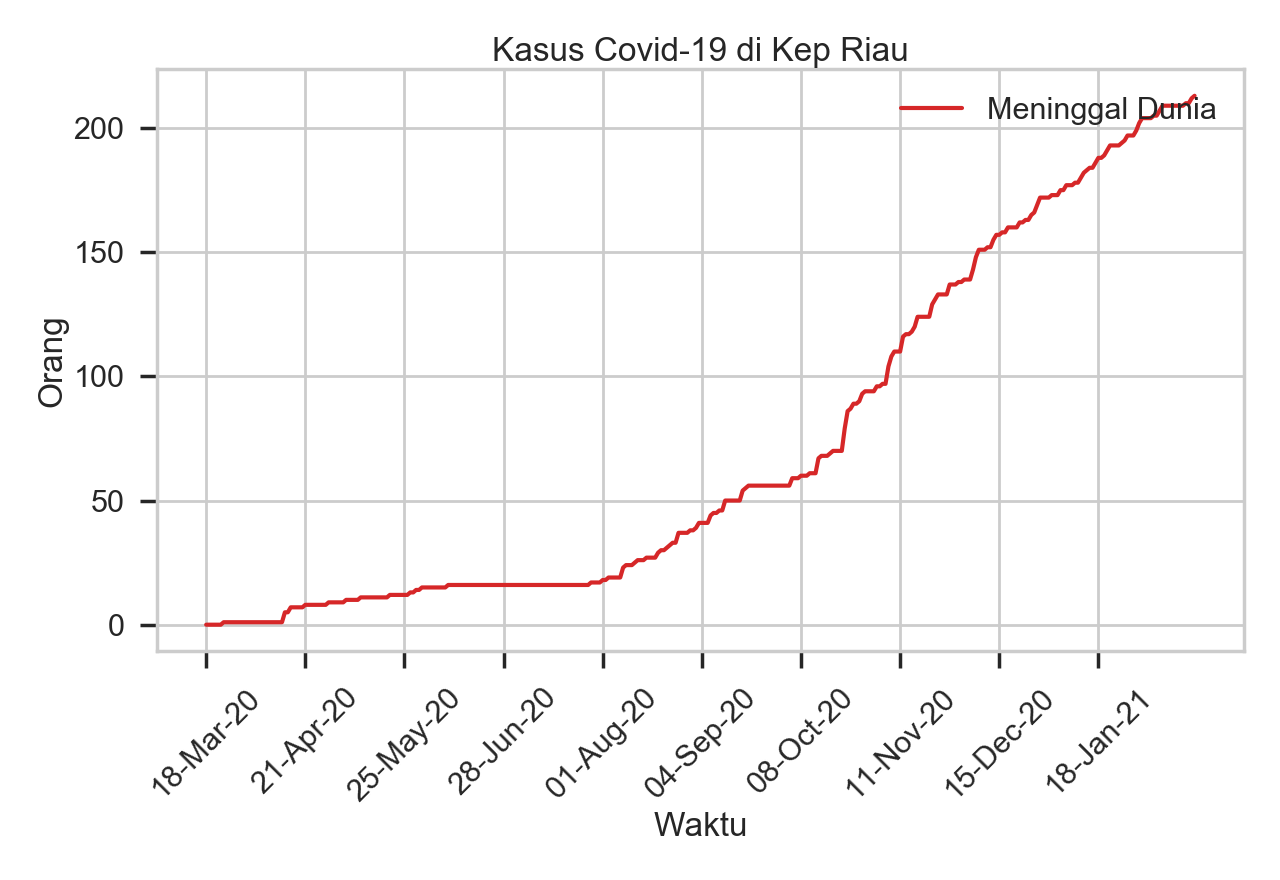 Kasus Covid-19 di Kep Riau
Meninggal Dunia
200
150
100
50
0
Orang
18-Mar-20
21-Apr-20
25-May-20
28-Jun-20
01-Aug-20
04-Sep-20
08-Oct-20
11-Nov-20
15-Dec-20
18-Jan-21
Waktu